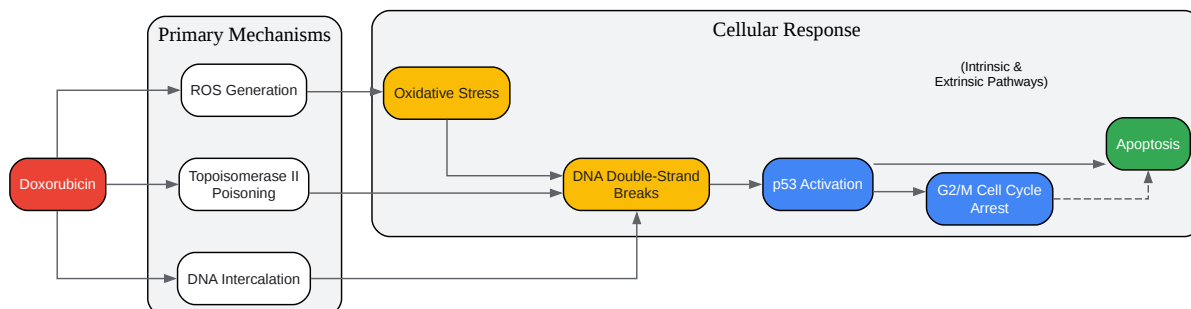 Primary Mechanisms
Cellular Response
ROS Generation
Oxidative Stress
(Intrinsic &
Extrinsic Pathways)
Doxorubicin
Topoisomerase II
Poisoning
DNA Double-Strand
Breaks
p53 Activation
G2/M Cell Cycle
Arrest
Apoptosis
DNA Intercalation